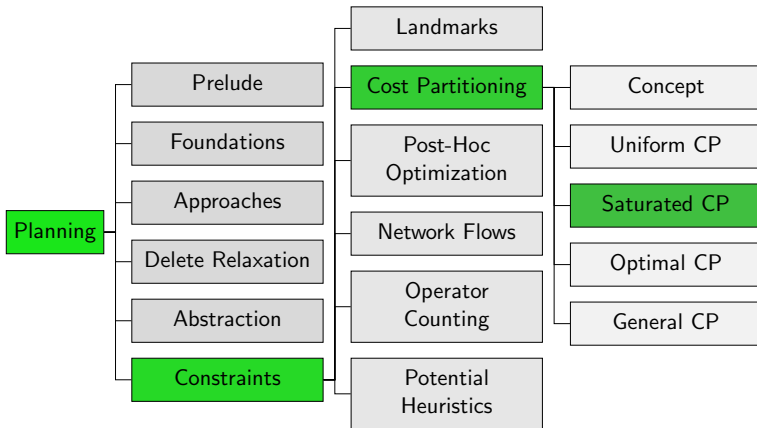 Planning
Prelude
Foundations
Approaches
Delete Relaxation
Abstraction
Constraints
Landmarks
Cost Partitioning
Post-Hoc
Optimization
Network Flows
Operator
Counting
Potential
Heuristics
Concept
Uniform CP
Saturated CP
Optimal CP
General CP